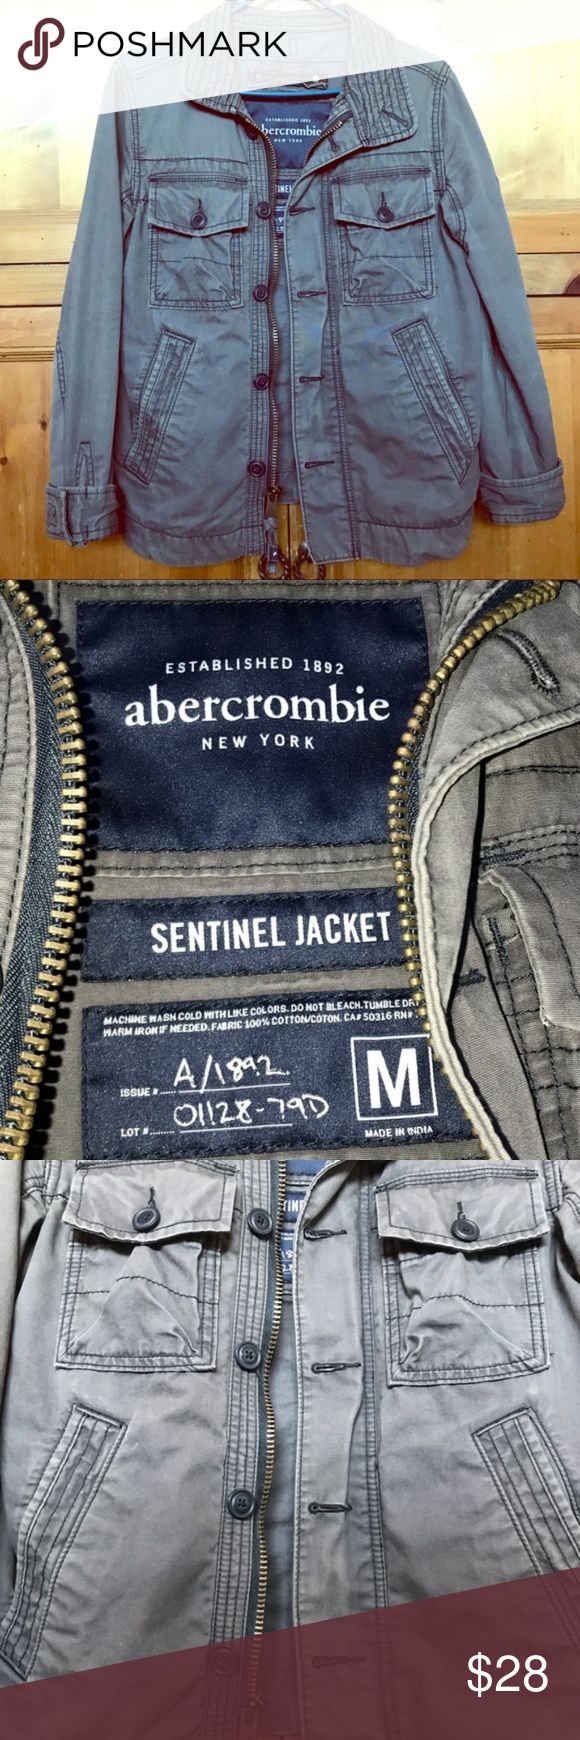 POSHMARK
ESTABLISHED 1892
abercrombie
NEW YORK
ESTABLISHED 1892
abercrombie
NEW YORK
SENTINEL JACKET
MACHINE WASH COLD WITH LIKE COLORS. DO NOT BLEACH. TUMBLE DRY
WARM IRON IF NEEDED. FABRIC 100% COTTON/COTON. CA# 50316 RN#
ISSUE #..... A/1892
LOT #......... 01128-79D
M
MADE IN INDIA
$28